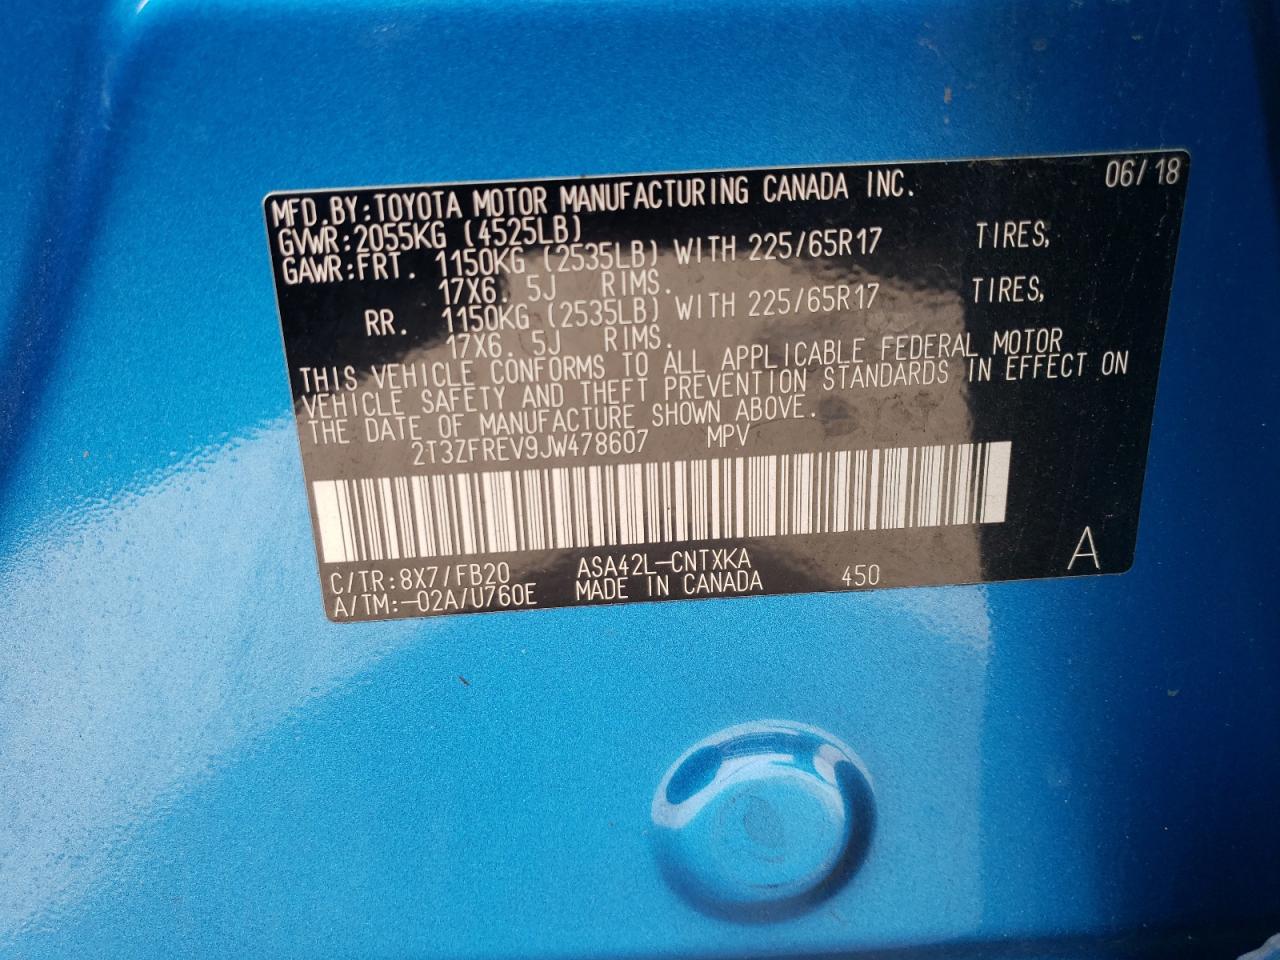 06/18
MFD.BY:TOYOTA MOTOR MANUFACTURING CANADA INC.
GVWR:2055KG (4525LB)
GAWR:FRT. 1150KG (2535LB) WITH 225/65R17 TIRES,
17X6.5J RIMS.
RR. 1150KG (2535LB) WITH 225/65R17 TIRES,
17X6.5J RIMS.
THIS VEHICLE CONFORMS TO ALL APPLICABLE FEDERAL MOTOR
VEHICLE SAFETY AND THEFT PREVENTION STANDARDS IN EFFECT ON
THE DATE OF MANUFACTURE SHOWN ABOVE.
2T3ZFREV9JW478607 MPV
C/TR:8X7/FB20 ASA42L-CNTXKA
A/TM:-02A/U760E MADE IN CANADA 450
A